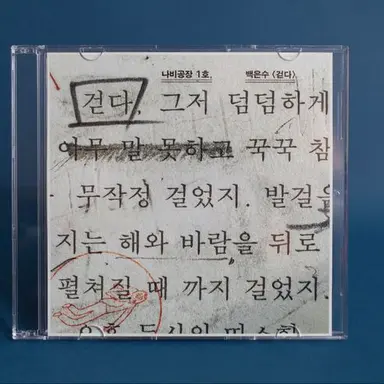 나비공장 1호. 백은수 〈걷다〉
걷다. 그저 덤덤하게
아무 말 못하고 꾹꾹 참
무작정 걸었지. 발걸을
지는 해와 바람을 뒤로
펼쳐질 때 까지 걸었지.